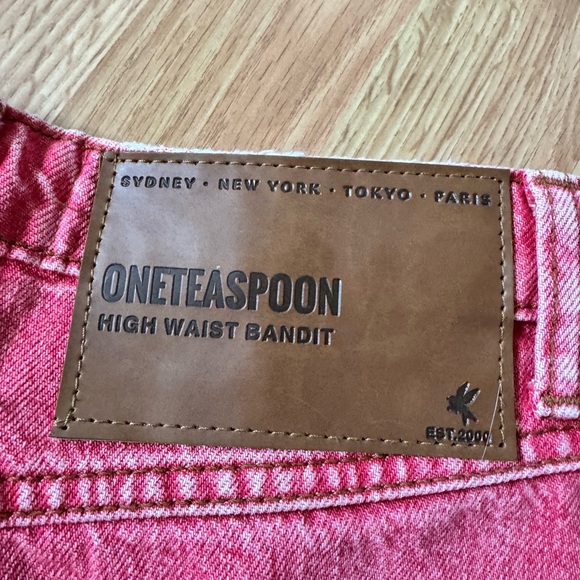 SYDNEY · NEW YORK · TOKYO · PARIS
ONETEASPOON
HIGH WAIST BANDIT
EST.2000